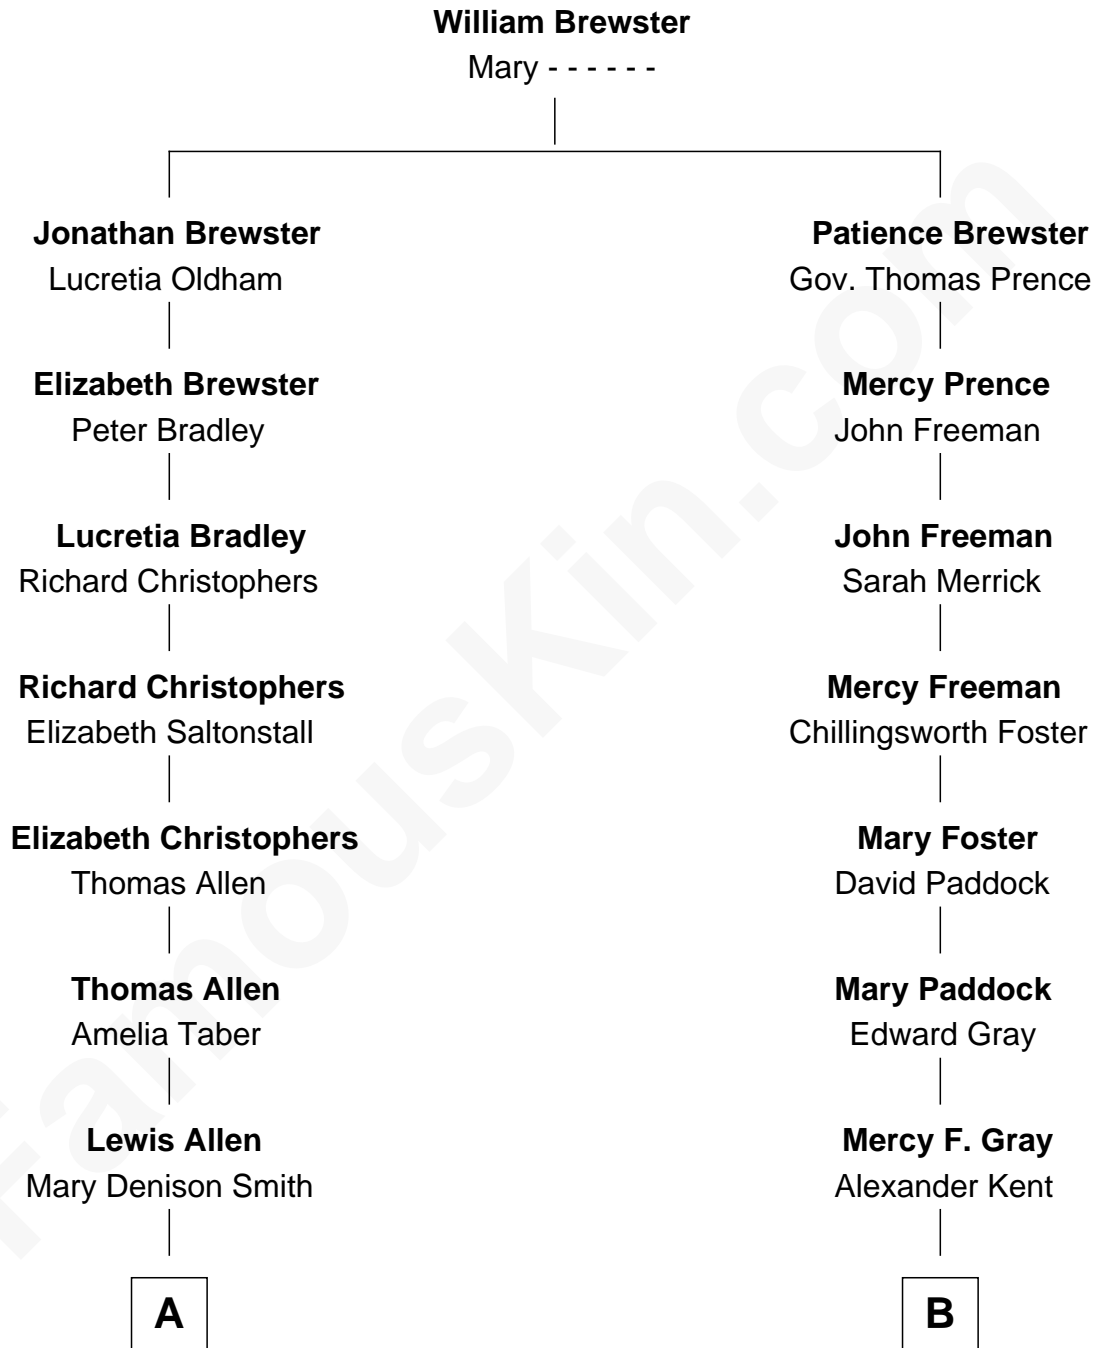 William Brewster
Mary - - - - - -
Jonathan Brewster
Lucretia Oldham
Patience Brewster
Gov. Thomas Prence
Elizabeth Brewster
Peter Bradley
Mercy Prence
John Freeman
Lucretia Bradley
Richard Christophers
John Freeman
Sarah Merrick
Richard Christophers
Elizabeth Saltonstall
Mercy Freeman
Chillingsworth Foster
Elizabeth Christophers
Thomas Allen
Mary Foster
David Paddock
Thomas Allen
Amelia Taber
Mary Paddock
Edward Gray
Lewis Allen
Mary Denison Smith
Mercy F. Gray
Alexander Kent
A
B
FamousKin.com